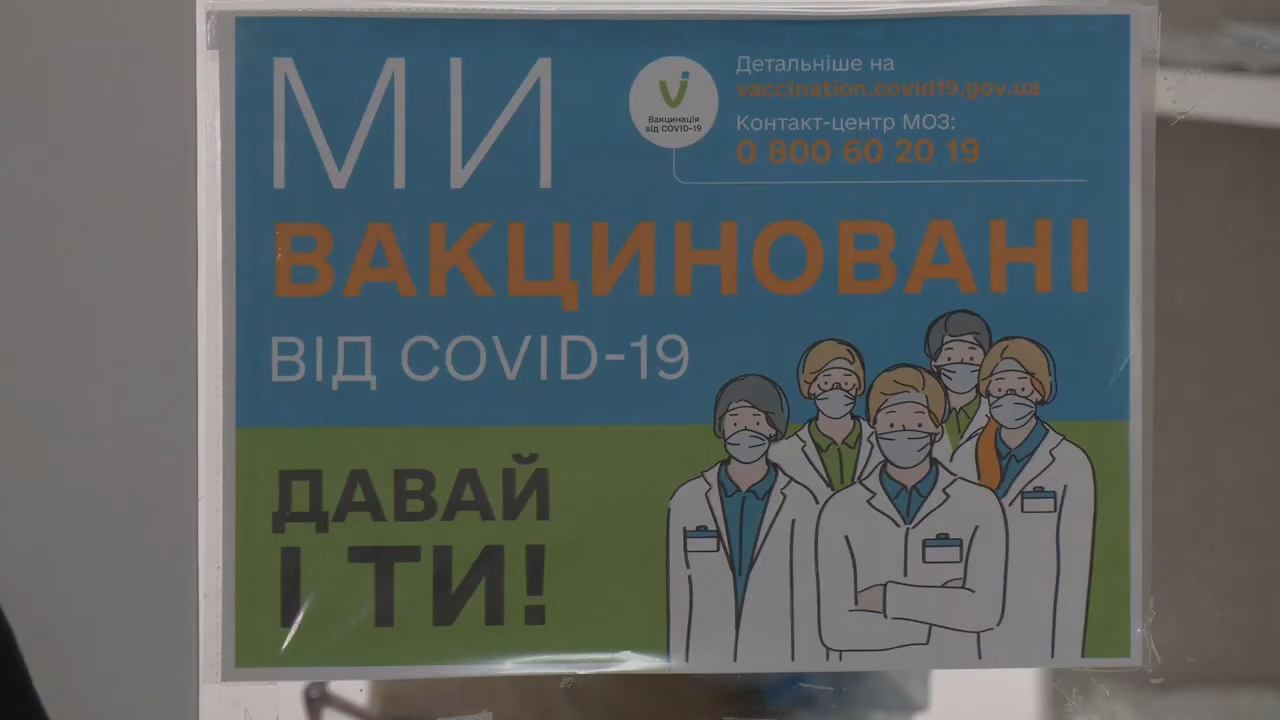 МИ
Вакцинація
від COVID-19
Детальніше на
vaccination.covid19.gov.ua
Контакт-центр МОЗ:
0 800 60 20 19
ВАКЦИНОВАНІ
ВІД COVID-19
ДАВАЙ
І ТИ!